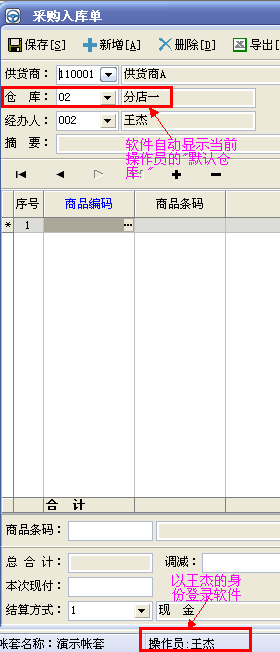 采购入库单
保存[S] 新增[A] 删除[D] 导出[
供货商： 110001 供货商A
仓 库： 02 分店一
经办人： 002 王杰
摘 要：
软件自动显示当前
操作员的"默认仓
库"
序号 商品编码 商品条码
* 1 ...
合 计
商品条码：
总 合 计： 调减：
本次现付：
结算方式： 1 现 金
以王杰的身
份登录软件
帐套名称：演示帐套 操作员:王杰